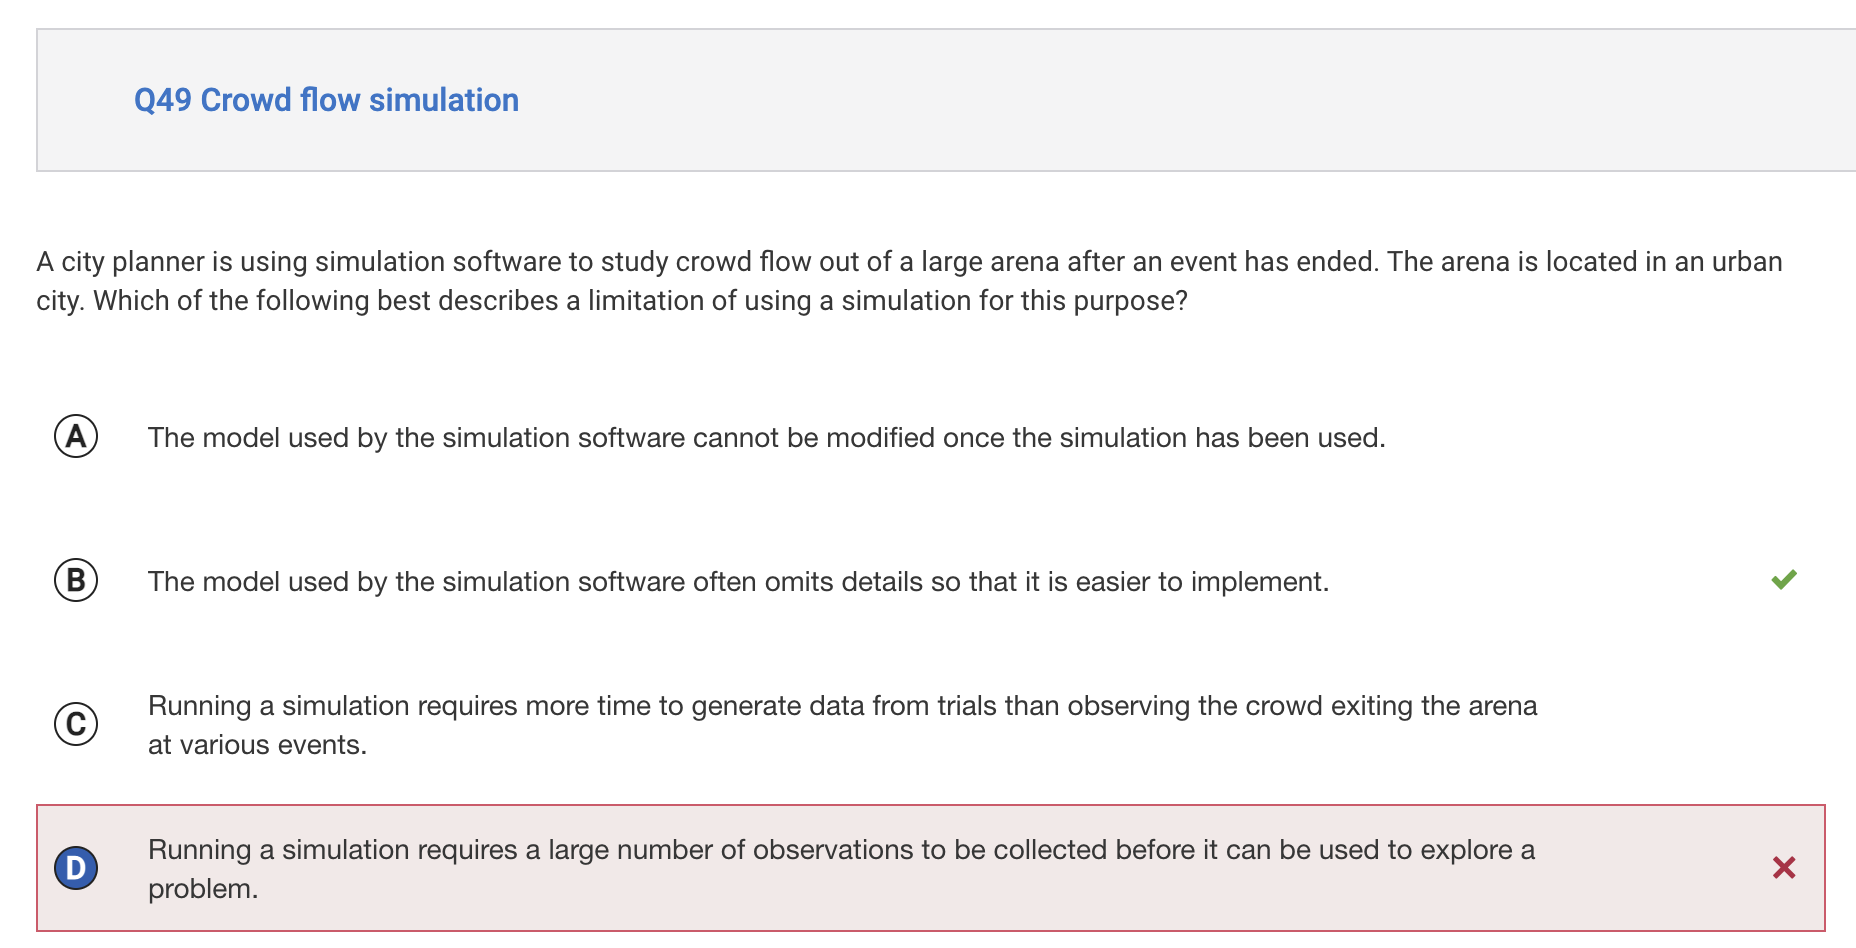 Q49 Crowd flow simulation
A city planner is using simulation software to study crowd flow out of a large arena after an event has ended. The arena is located in an urban
city. Which of the following best describes a limitation of using a simulation for this purpose?
A The model used by the simulation software cannot be modified once the simulation has been used.
B The model used by the simulation software often omits details so that it is easier to implement.
C Running a simulation requires more time to generate data from trials than observing the crowd exiting the arena
at various events.
D Running a simulation requires a large number of observations to be collected before it can be used to explore a
problem.